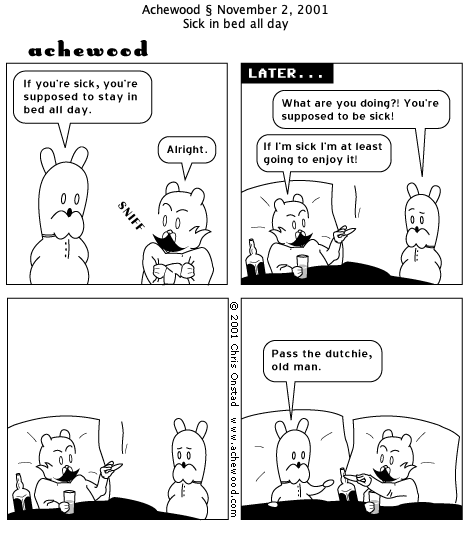 Achewood § November 2, 2001
Sick in bed all day
achewood
If you're sick, you're
supposed to stay in
bed all day.
Alright.
SNIFF
LATER...
What are you doing?! You're
supposed to be sick!
If I'm sick I'm at least
going to enjoy it!
© 2001 Chris Onstad www.achewood.com
Pass the dutchie,
old man.